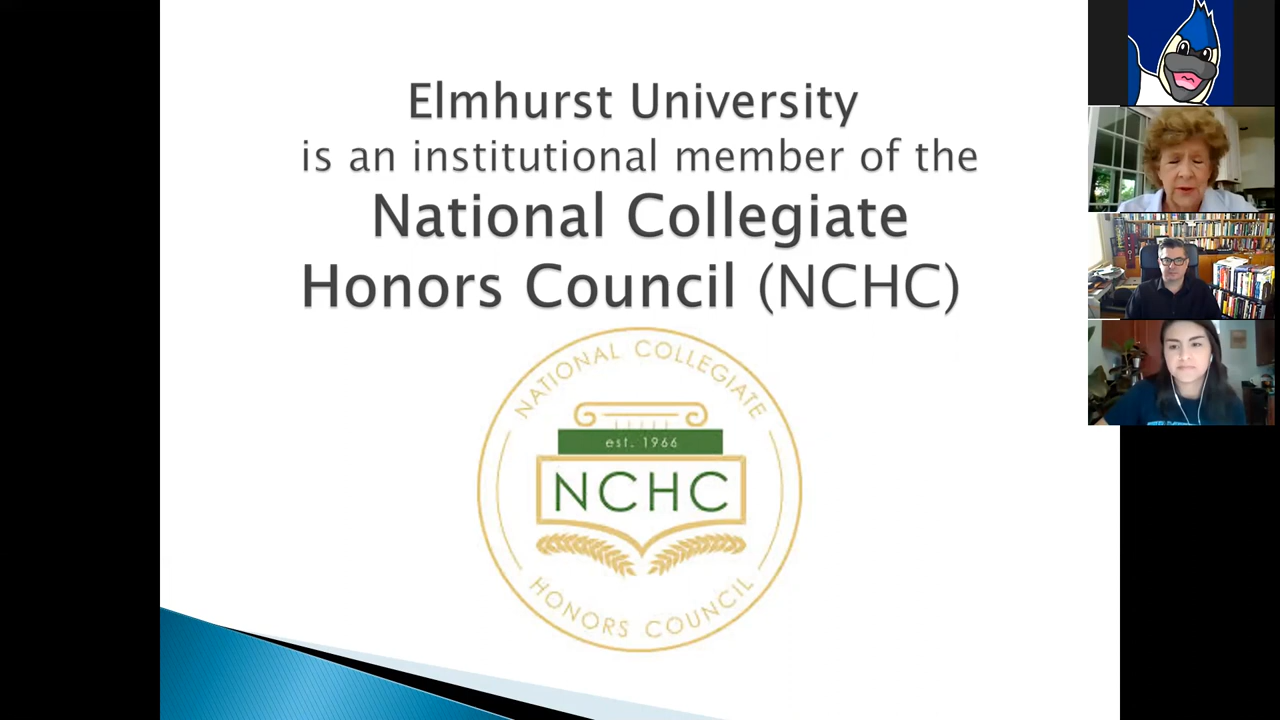 Elmhurst University
is an institutional member of the
National Collegiate
Honors Council (NCHC)
NATIONAL COLLEGIATE
est. 1966
NCHC
HONORS COUNCIL